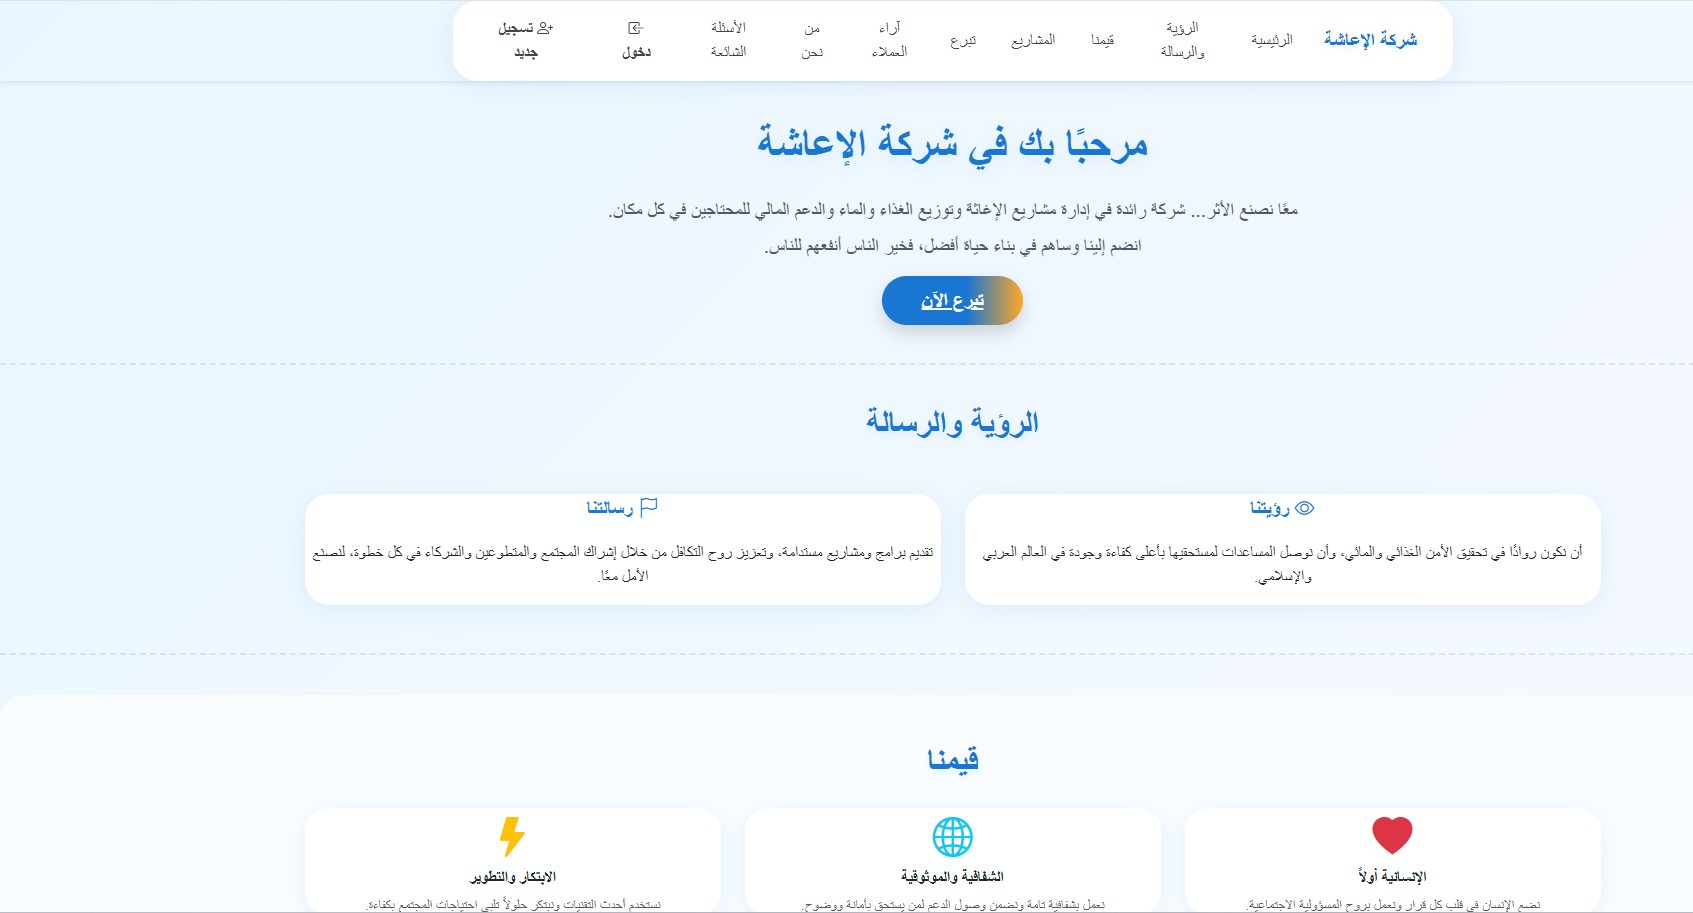 شركة الإعاشة
الرئيسية
الرؤية
والرسالة
قيمنا
المشاريع
تبرع
آراء
العملاء
من
نحن
الأسئلة
الشائعة
دخول
تسجيل
جديد
مرحبًا بك في شركة الإعاشة
معًا نصنع الأثر... شركة رائدة في إدارة مشاريع الإغاثة وتوزيع الغذاء والماء والدعم المالي للمحتاجين في كل مكان.
انضم إلينا وساهم في بناء حياة أفضل، فخير الناس أنفعهم للناس.
تبرع الآن
الرؤية والرسالة
رؤيتنا
أن نكون روادًا في تحقيق الأمن الغذائي والمائي، وأن نوصل المساعدات لمستحقيها بأعلى كفاءة وجودة في العالم العربي
والإسلامي.
رسالتنا
تقديم برامج ومشاريع مستدامة، وتعزيز روح التكافل من خلال إشراك المجتمع والمتطوعين والشركاء في كل خطوة، لنصنع
الأمل معًا.
قيمنا
الإنسانية أولاً
نضع الإنسان في قلب كل قرار ونعمل بروح المسؤولية الاجتماعية.
الشفافية والموثوقية
نعمل بشفافية تامة ونضمن وصول الدعم لمن يستحق بأمانة ووضوح.
الابتكار والتطوير
نستخدم أحدث التقنيات ونبتكر حلولاً تلبي احتياجات المجتمع بكفاءة.